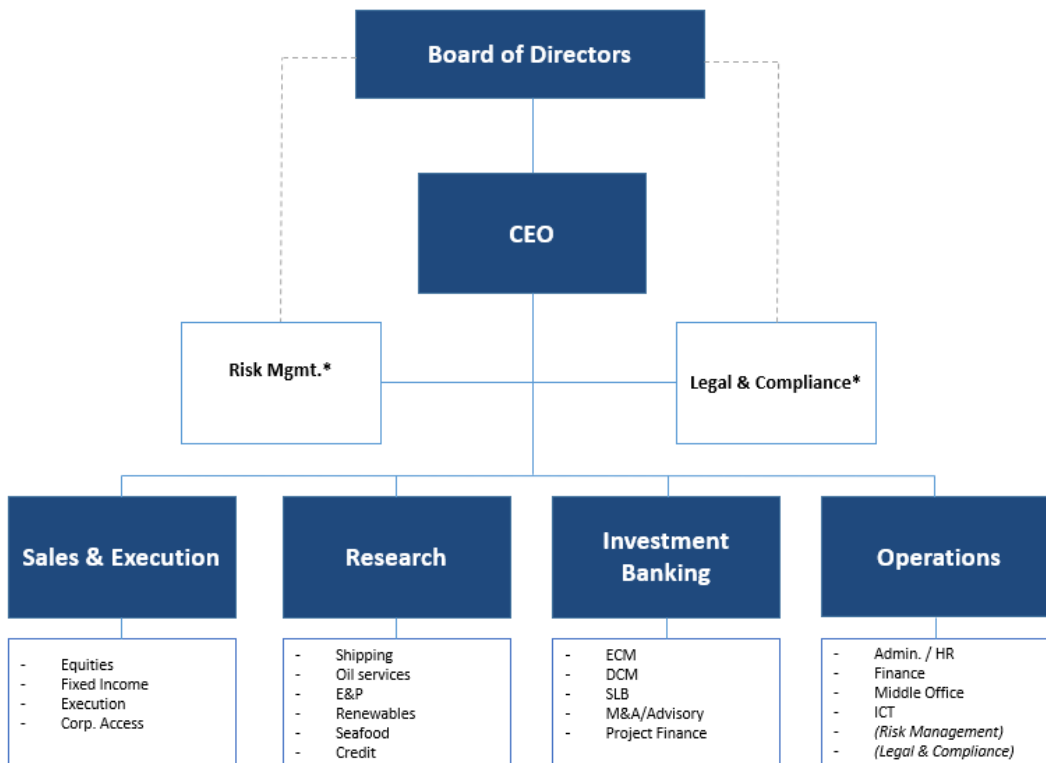 Board of Directors
CEO
Risk Mgmt.*
Legal & Compliance*
Sales & Execution
Research
Investment
Banking
Operations
- Equities
- Fixed Income
- Execution
- Corp. Access
- Shipping
- Oil services
- E&P
- Renewables
- Seafood
- Credit
- ECM
- DCM
- SLB
- M&A/Advisory
- Project Finance
- Admin. / HR
- Finance
- Middle Office
- ICT
- (Risk Management)
- (Legal & Compliance)